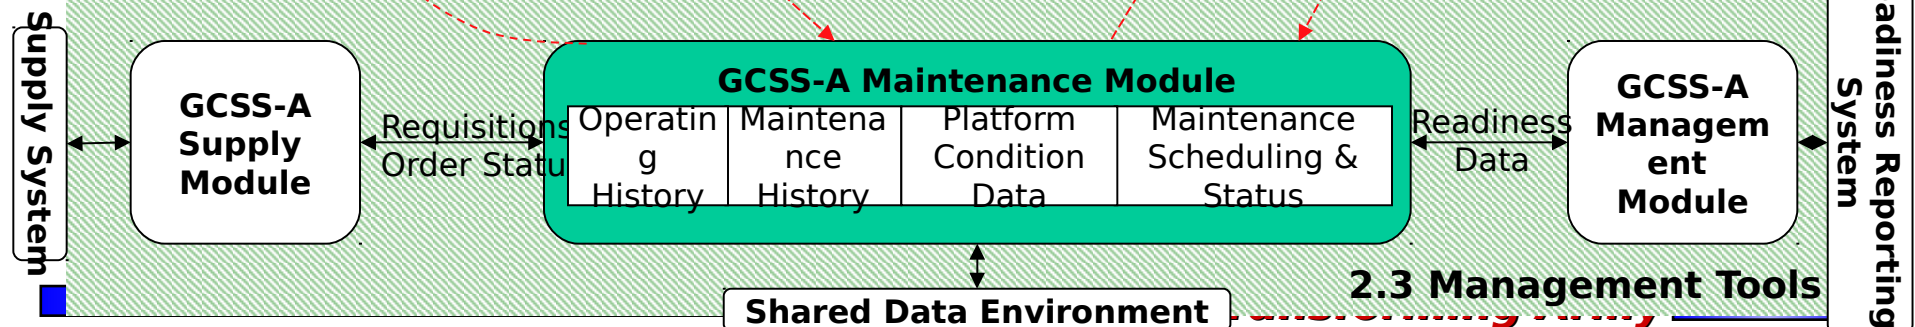 Supply System
GCSS-A
Supply
Module
Requisitions
Order Statu
GCSS-A Maintenance Module
Operatin
g
History
Maintena
nce
History
Platform
Condition
Data
Maintenance
Scheduling &
Status
Readiness
Data
GCSS-A
Managem
ent
Module
adiness Reporting
System
2.3 Management Tools
Shared Data Environment